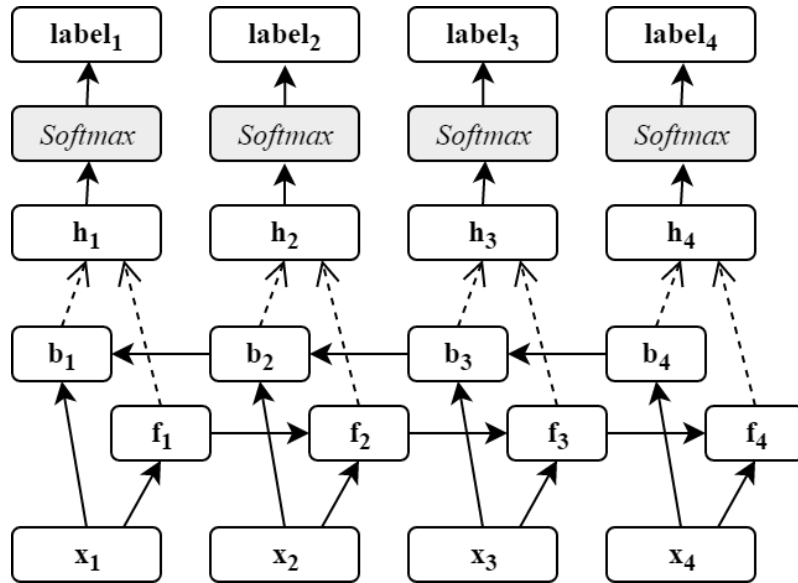 label₁ label₂ label₃ label₄
Softmax Softmax Softmax Softmax
h₁ h₂ h₃ h₄
b₁ b₂ b₃ b₄
f₁ f₂ f₃ f₄
x₁ x₂ x₃ x₄